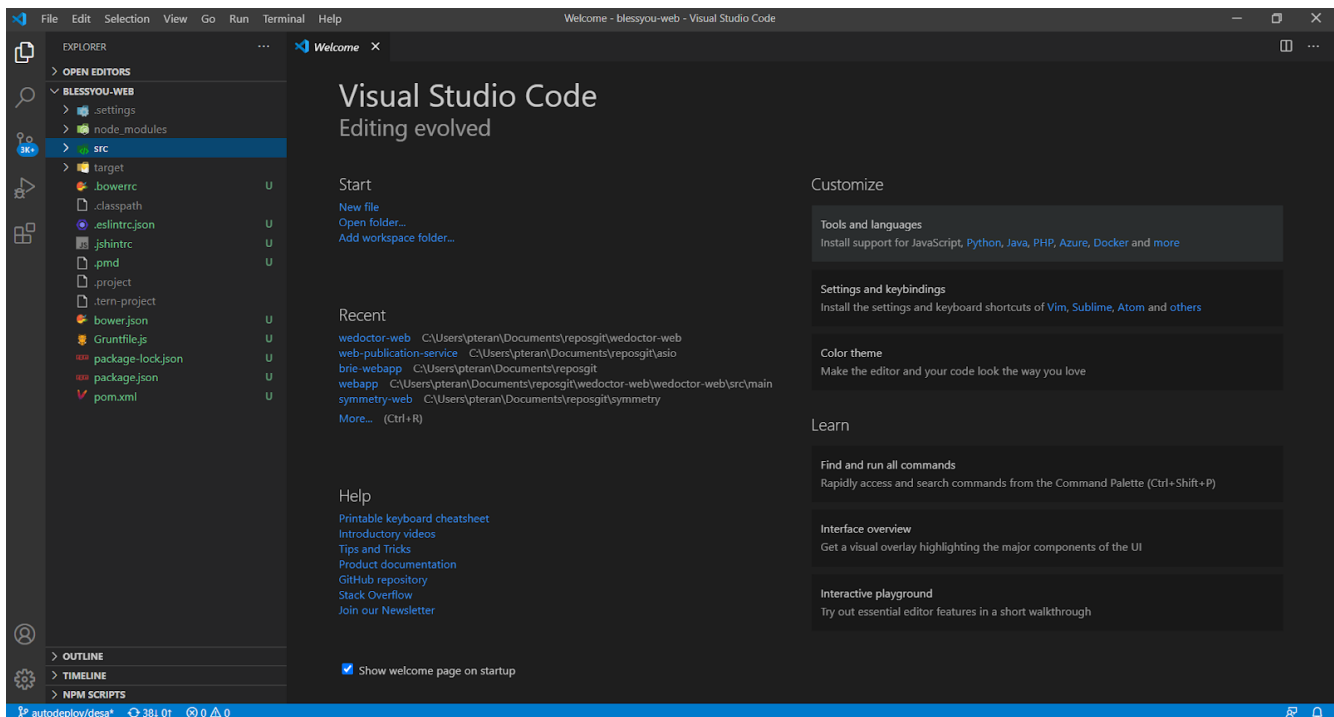 File Edit Selection View Go Run Terminal Help
Welcome - blessyou-web - Visual Studio Code
EXPLORER
OPEN EDITORS
BLESSYOU-WEB
.settings
node_modules
src
target
.bowerrc U
.classpath
.eslintrc.json U
.jshintrc U
.pmd U
.project
.tern-project
bower.json U
Gruntfile.js U
package-lock.json U
package.json U
pom.xml U
OUTLINE
TIMELINE
NPM SCRIPTS
3K+
Welcome
Visual Studio Code
Editing evolved
Start
New file
Open folder...
Add workspace folder...
Recent
wedoctor-web C:\Users\pteran\Documents\reposgit\wedoctor-web
web-publication-service C:\Users\pteran\Documents\reposgit\asio
brie-webapp C:\Users\pteran\Documents\reposgit
webapp C:\Users\pteran\Documents\reposgit\wedoctor-web\wedoctor-web\src\main
symmetry-web C:\Users\pteran\Documents\reposgit\symmetry
More... (Ctrl+R)
Help
Printable keyboard cheatsheet
Introductory videos
Tips and Tricks
Product documentation
GitHub repository
Stack Overflow
Join our Newsletter
Show welcome page on startup
Customize
Tools and languages
Install support for JavaScript, Python, Java, PHP, Azure, Docker and more
Settings and keybindings
Install the settings and keyboard shortcuts of Vim, Sublime, Atom and others
Color theme
Make the editor and your code look the way you love
Learn
Find and run all commands
Rapidly access and search commands from the Command Palette (Ctrl+Shift+P)
Interface overview
Get a visual overlay highlighting the major components of the UI
Interactive playground
Try out essential editor features in a short walkthrough
autodeploy/desa* 38↓ 0↑ 0 0